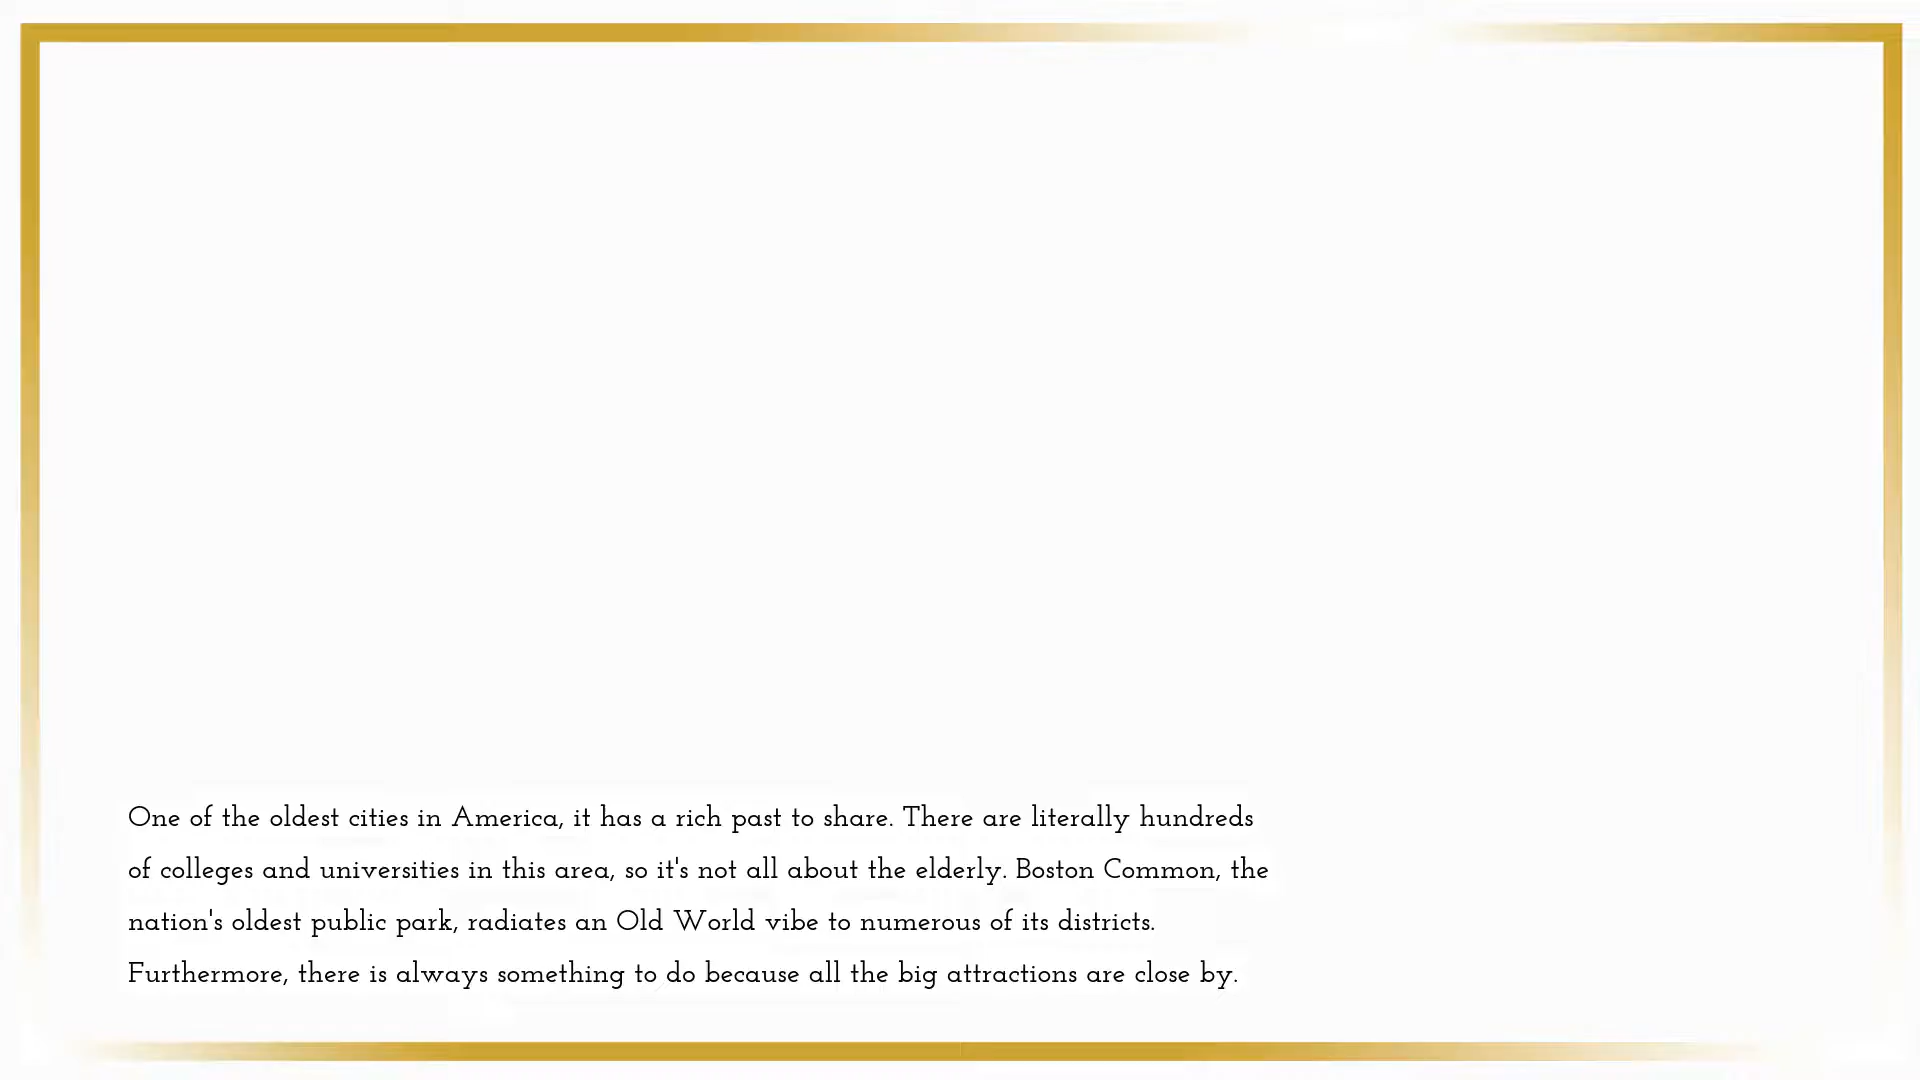 One of the oldest cities in America, it has a rich past to share. There are literally hundreds
of colleges and universities in this area, so it's not all about the elderly. Boston Common, the
nation's oldest public park, radiates an Old World vibe to numerous of its districts.
Furthermore, there is always something to do because all the big attractions are close by.